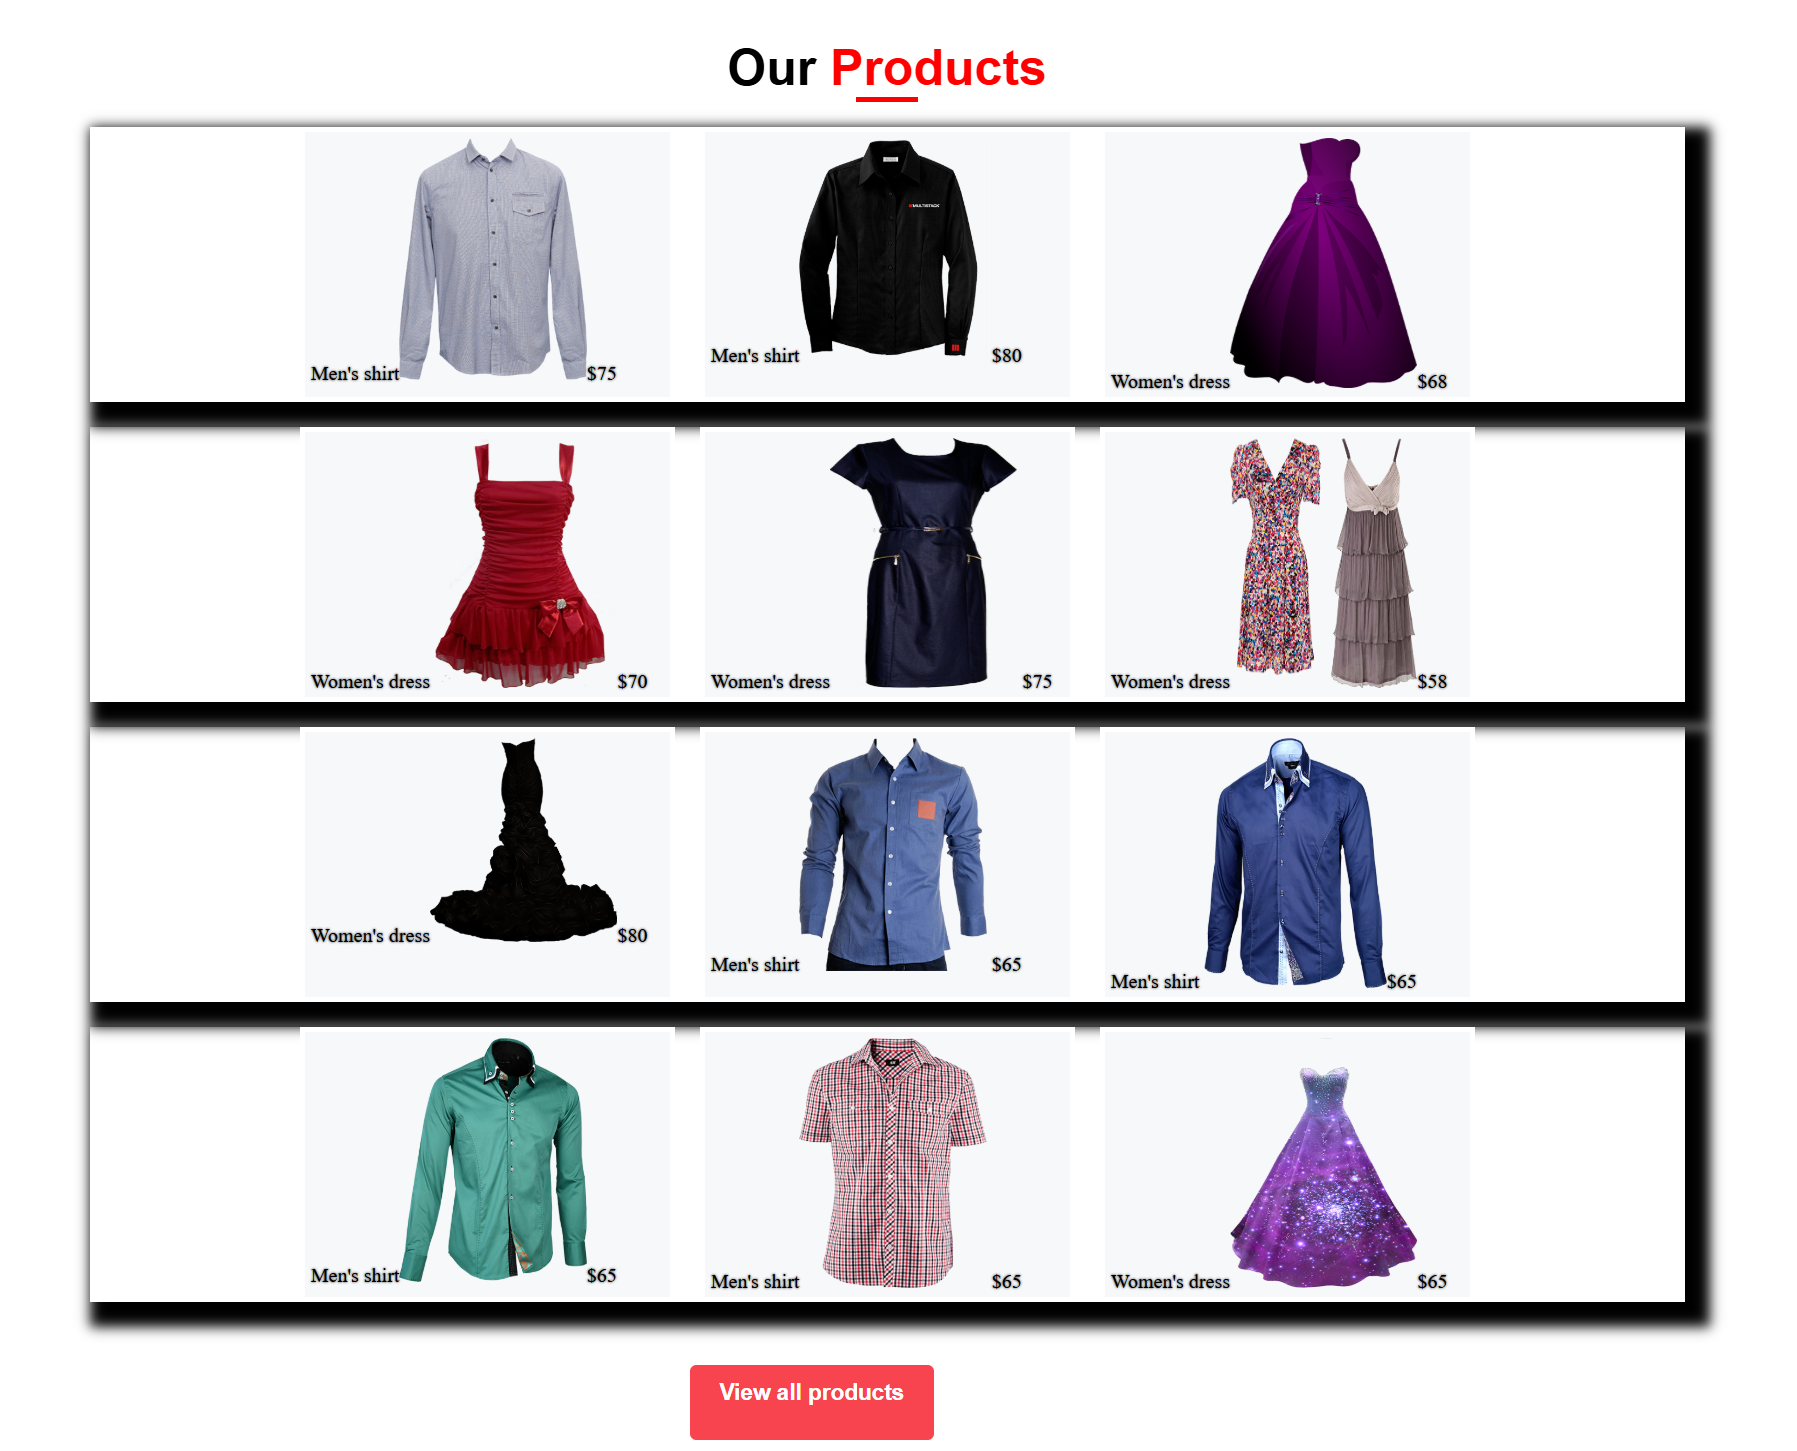 Our Products
Men's shirt $75
MULTISTACK
Men's shirt $80
Women's dress $68
Women's dress $70
Women's dress $75
Women's dress $58
Women's dress $80
Men's shirt $65
Men's shirt $65
Men's shirt $65
Men's shirt $65
Women's dress $65
View all products